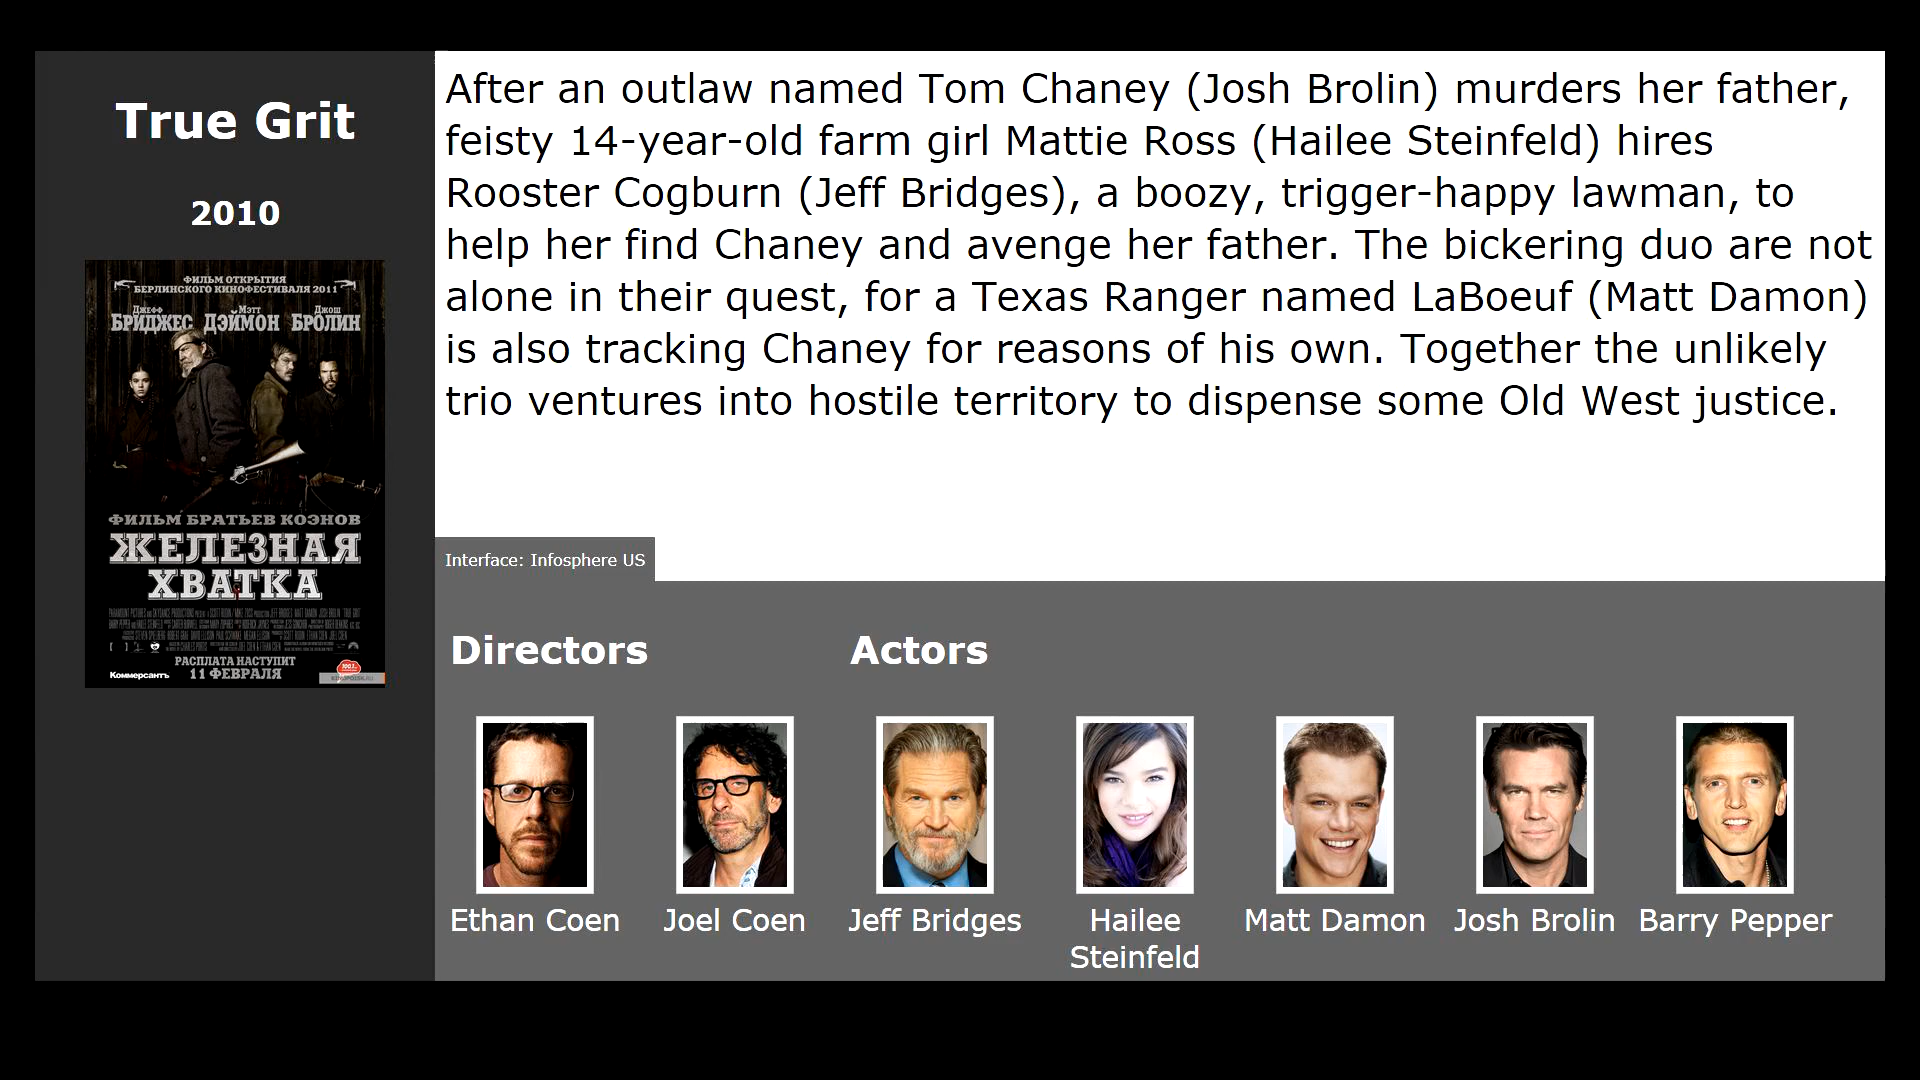 True Grit
2010
ФИЛЬМ ОТКРЫТИЯ
БЕРЛИНСКОГО КИНОФЕСТИВАЛЯ 2011
ДЖЕФФ МЭТТ ДЖОШ
БРИДЖЕС ДЭЙМОН БРОЛИН
ФИЛЬМ БРАТЬЕВ КОЭНОВ
ЖЕЛЕЗНАЯ
ХВАТКА
РАСПЛАТА НАСТУПИТ
11 ФЕВРАЛЯ
Коммерсантъ
KINOPOISK.RU
After an outlaw named Tom Chaney (Josh Brolin) murders her father,
feisty 14-year-old farm girl Mattie Ross (Hailee Steinfeld) hires
Rooster Cogburn (Jeff Bridges), a boozy, trigger-happy lawman, to
help her find Chaney and avenge her father. The bickering duo are not
alone in their quest, for a Texas Ranger named LaBoeuf (Matt Damon)
is also tracking Chaney for reasons of his own. Together the unlikely
trio ventures into hostile territory to dispense some Old West justice.
Interface: Infosphere US
Directors
Actors
Ethan Coen
Joel Coen
Jeff Bridges
Hailee
Steinfeld
Matt Damon
Josh Brolin
Barry Pepper